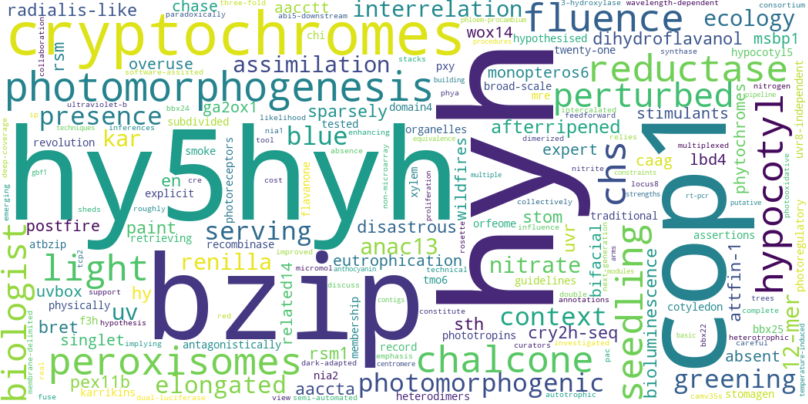 cryptochromes
fluence
interrelation
ecology
radialis-like
chase
aacctt
abi5-downstream
three-fold
paradoxically
collaboration
rsm
overuse
chi
phloem-procambium
wox14
3-hydroxylase
wavelength-dependent
consortium
hypothesised
dihydroflavanol
msbp1
twenty-one
hypocotyl5
synthase
assimilation
software-assisted
stacks
procedures
pxy
monopteros6
broad-scale
mre
reductase
photomorphogenesis
perturbed
presence
ga2ox1
sparsely
domain4
building
phya
intercalated
feedforward
nitrogen
pipeline
uvr8-independent
subdivided
tested
likelihood
ultraviolet-b
bbx24
deep-coverage
kar
blue
organelles
afterripened
stimulants
phytochromes
revolution
smoke
inferences
techniques
nia1
tool
enhancing
equivalence
xylem
proliferation
non-microarray
absence
wildfires
expert
caag
lbd4
dimerized
relies
nitrite
multiplexed
constraints
locus8
strengths
rt-pcr
putative
hy5hyh
hyh
chs
cop1
hypocotyl
photooxidative
gbf1
emerging
en
explicit
flavanone
photoreceptors
cre
cost
multiple
rosette
orfeome
collectively
traditional
influence
stom
sheds
roughly
postfire
paint
retrieving
atbzip
serving
recombinase
disastrous
anac13
eutrophication
uvr
bifacial
guidelines
double
next-generation
arms
annotations
modules
assertions
attfin-1
trees
complete
12-mer
photoregulatory
biologist
light
renilla
related14
tmo6
nitrate
seedling
bioluminescence
uvbox
hy
physically
tcp2
improved
anthocyanin
micromol
technical
membership
record
emphasis
discuss
contigs
support
constitute
context
uv
f3h
hypothesis
bret
singlet
antagonistically
sth
cry2h-seq
phototropins
cotyledon
bbx25
heterotrophic
temperature-induced
bzip
membrane-delimited
peroxisomes
rsm1
dark-adapted
centromere
chalcone
curators
basic
bbx22
absent
careful
greening
pex11b
elongated
aaccta
photomorphogenic
stomagen
karrikins
implying
nia2
view
semi-automated
heterodimers
autotrophic
investigated
pac
camv35s
fuse
dual-luciferase
red
ip